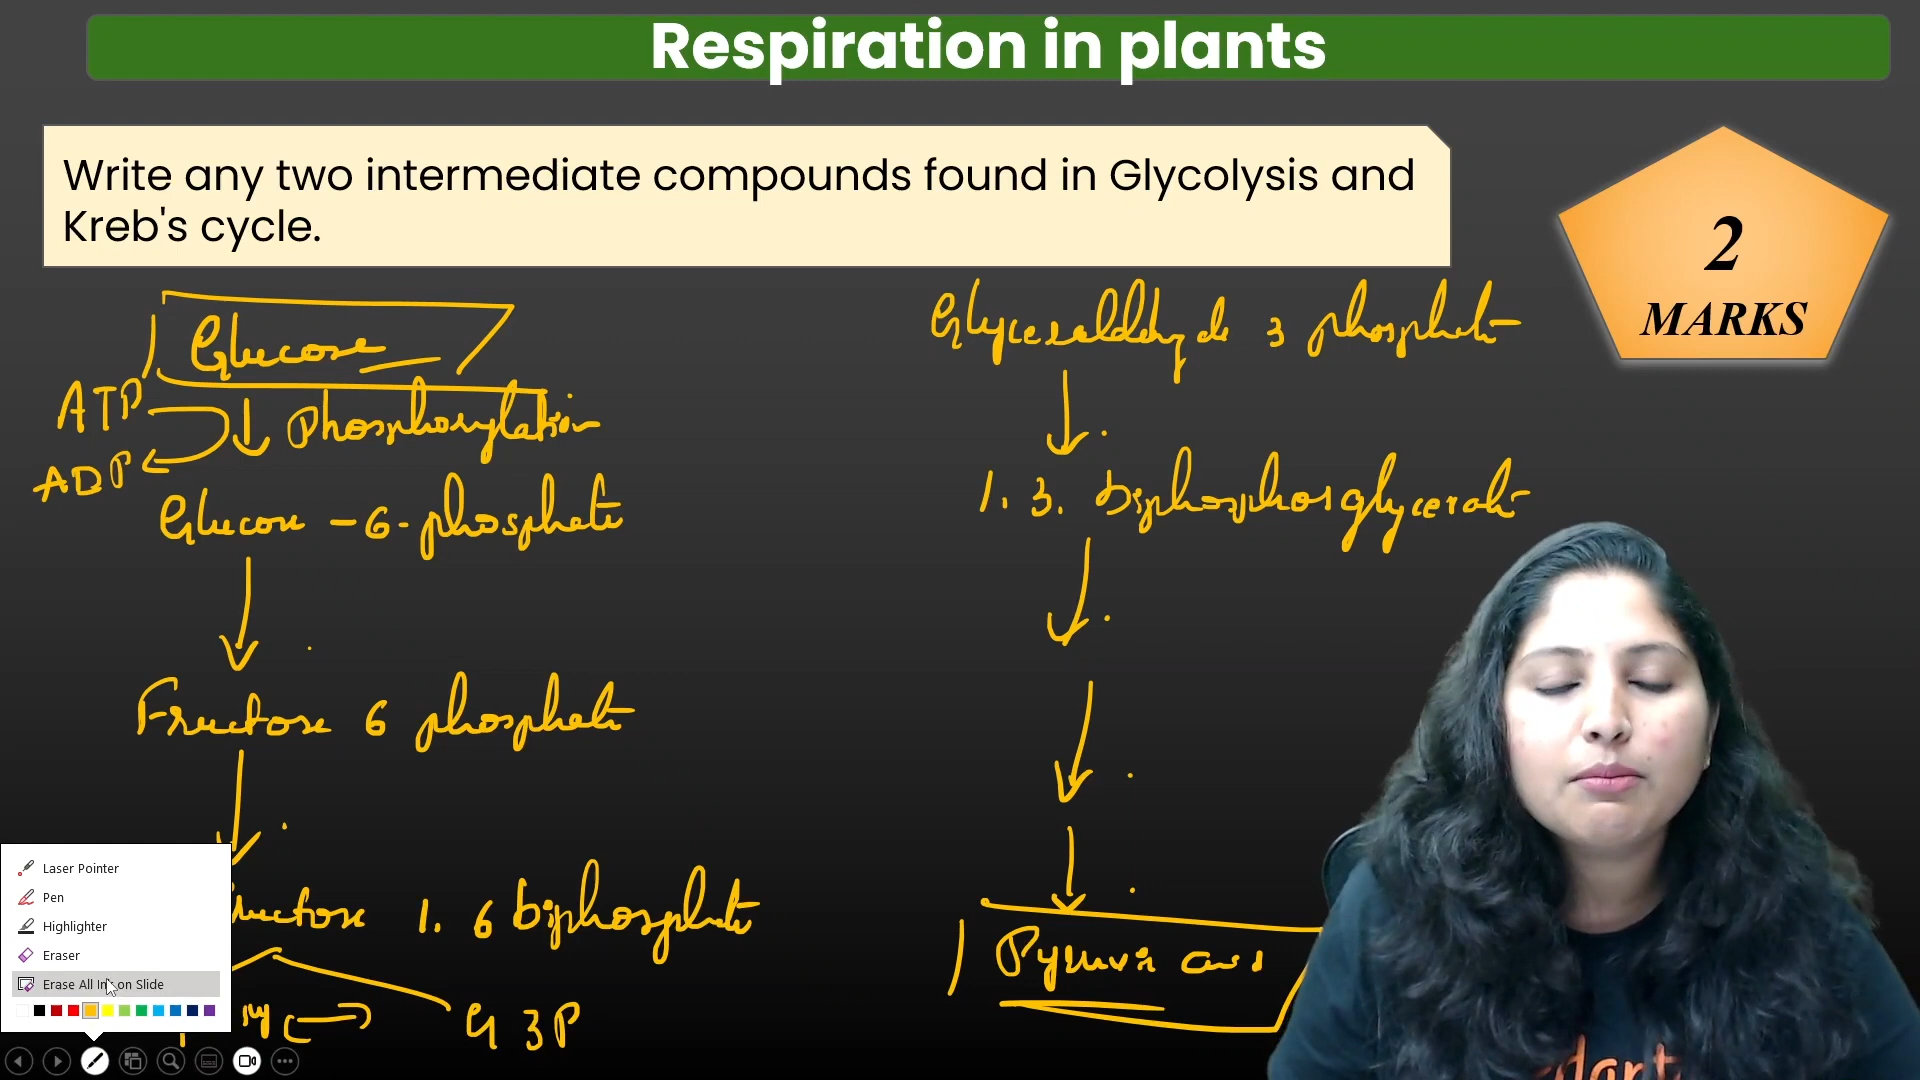 Respiration in plants
Write any two intermediate compounds found in Glycolysis and
Kreb's cycle.
2
MARKS
Glucose
ATP
Phosphorylation
ADP
Glucose - 6 - phosphate
Fructose 6 phosphate
Fructose 1. 6 biphosphate
G 3 P
Glyceraldehyde 3 phosphate
1. 3. biphosphoglycerate
Pyruvic acid
Laser Pointer
Pen
Highlighter
Eraser
Erase All Ink on Slide